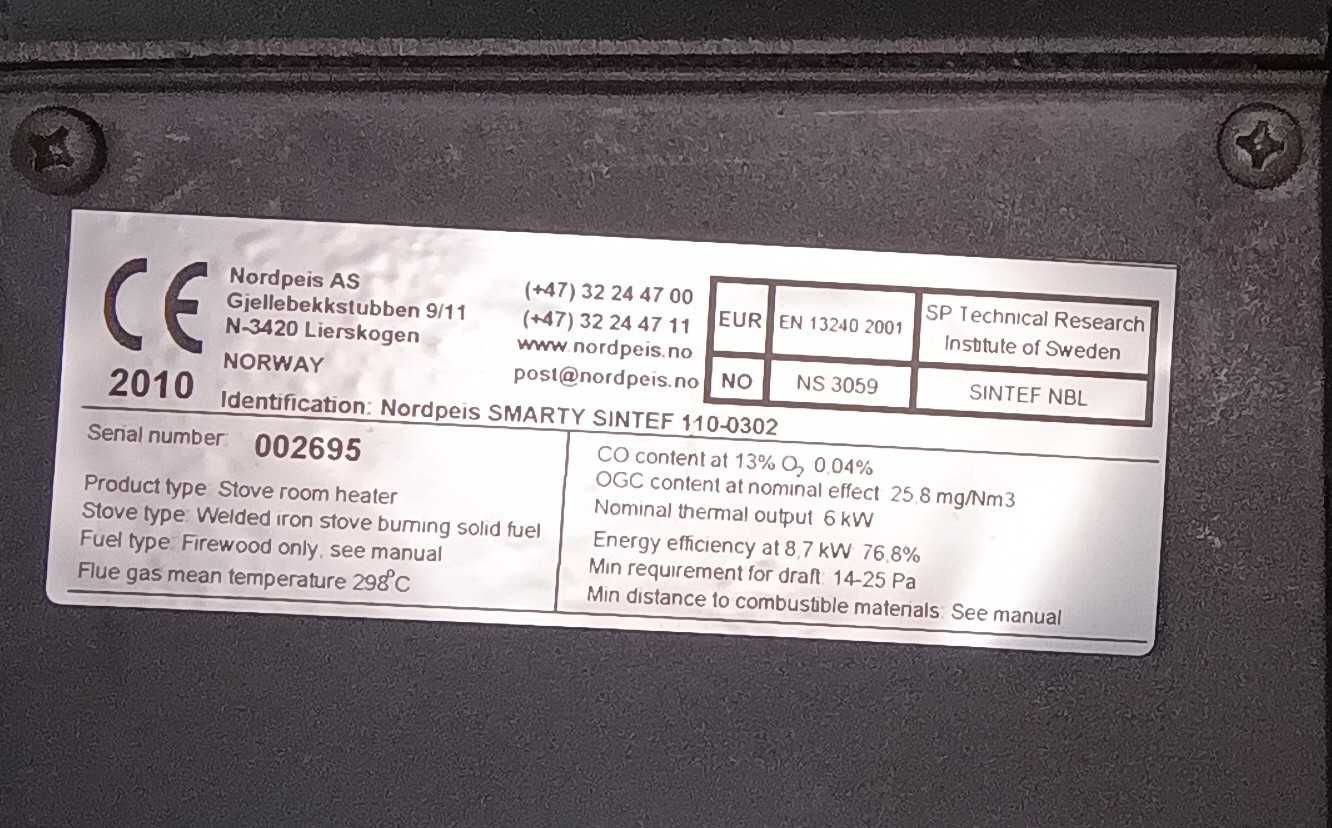 CE
2010
Nordpeis AS
Gjellebekkstubben 9/11
N-3420 Lierskogen
NORWAY
(+47) 32 24 47 00
(+47) 32 24 47 11
www.nordpeis.no
post@nordpeis.no
EUR EN 13240 2001 SP Technical Research Institute of Sweden
NO NS 3059 SINTEF NBL
Identification: Nordpeis SMARTY SINTEF 110-0302
Serial number: 002695
Product type: Stove room heater
Stove type: Welded iron stove burning solid fuel
Fuel type: Firewood only, see manual
Flue gas mean temperature 298°C
CO content at 13% O₂ 0,04%
OGC content at nominal effect 25,8 mg/Nm3
Nominal thermal output 6 kW
Energy efficiency at 8,7 kW 76,8%
Min requirement for draft: 14-25 Pa
Min distance to combustible materials: See manual